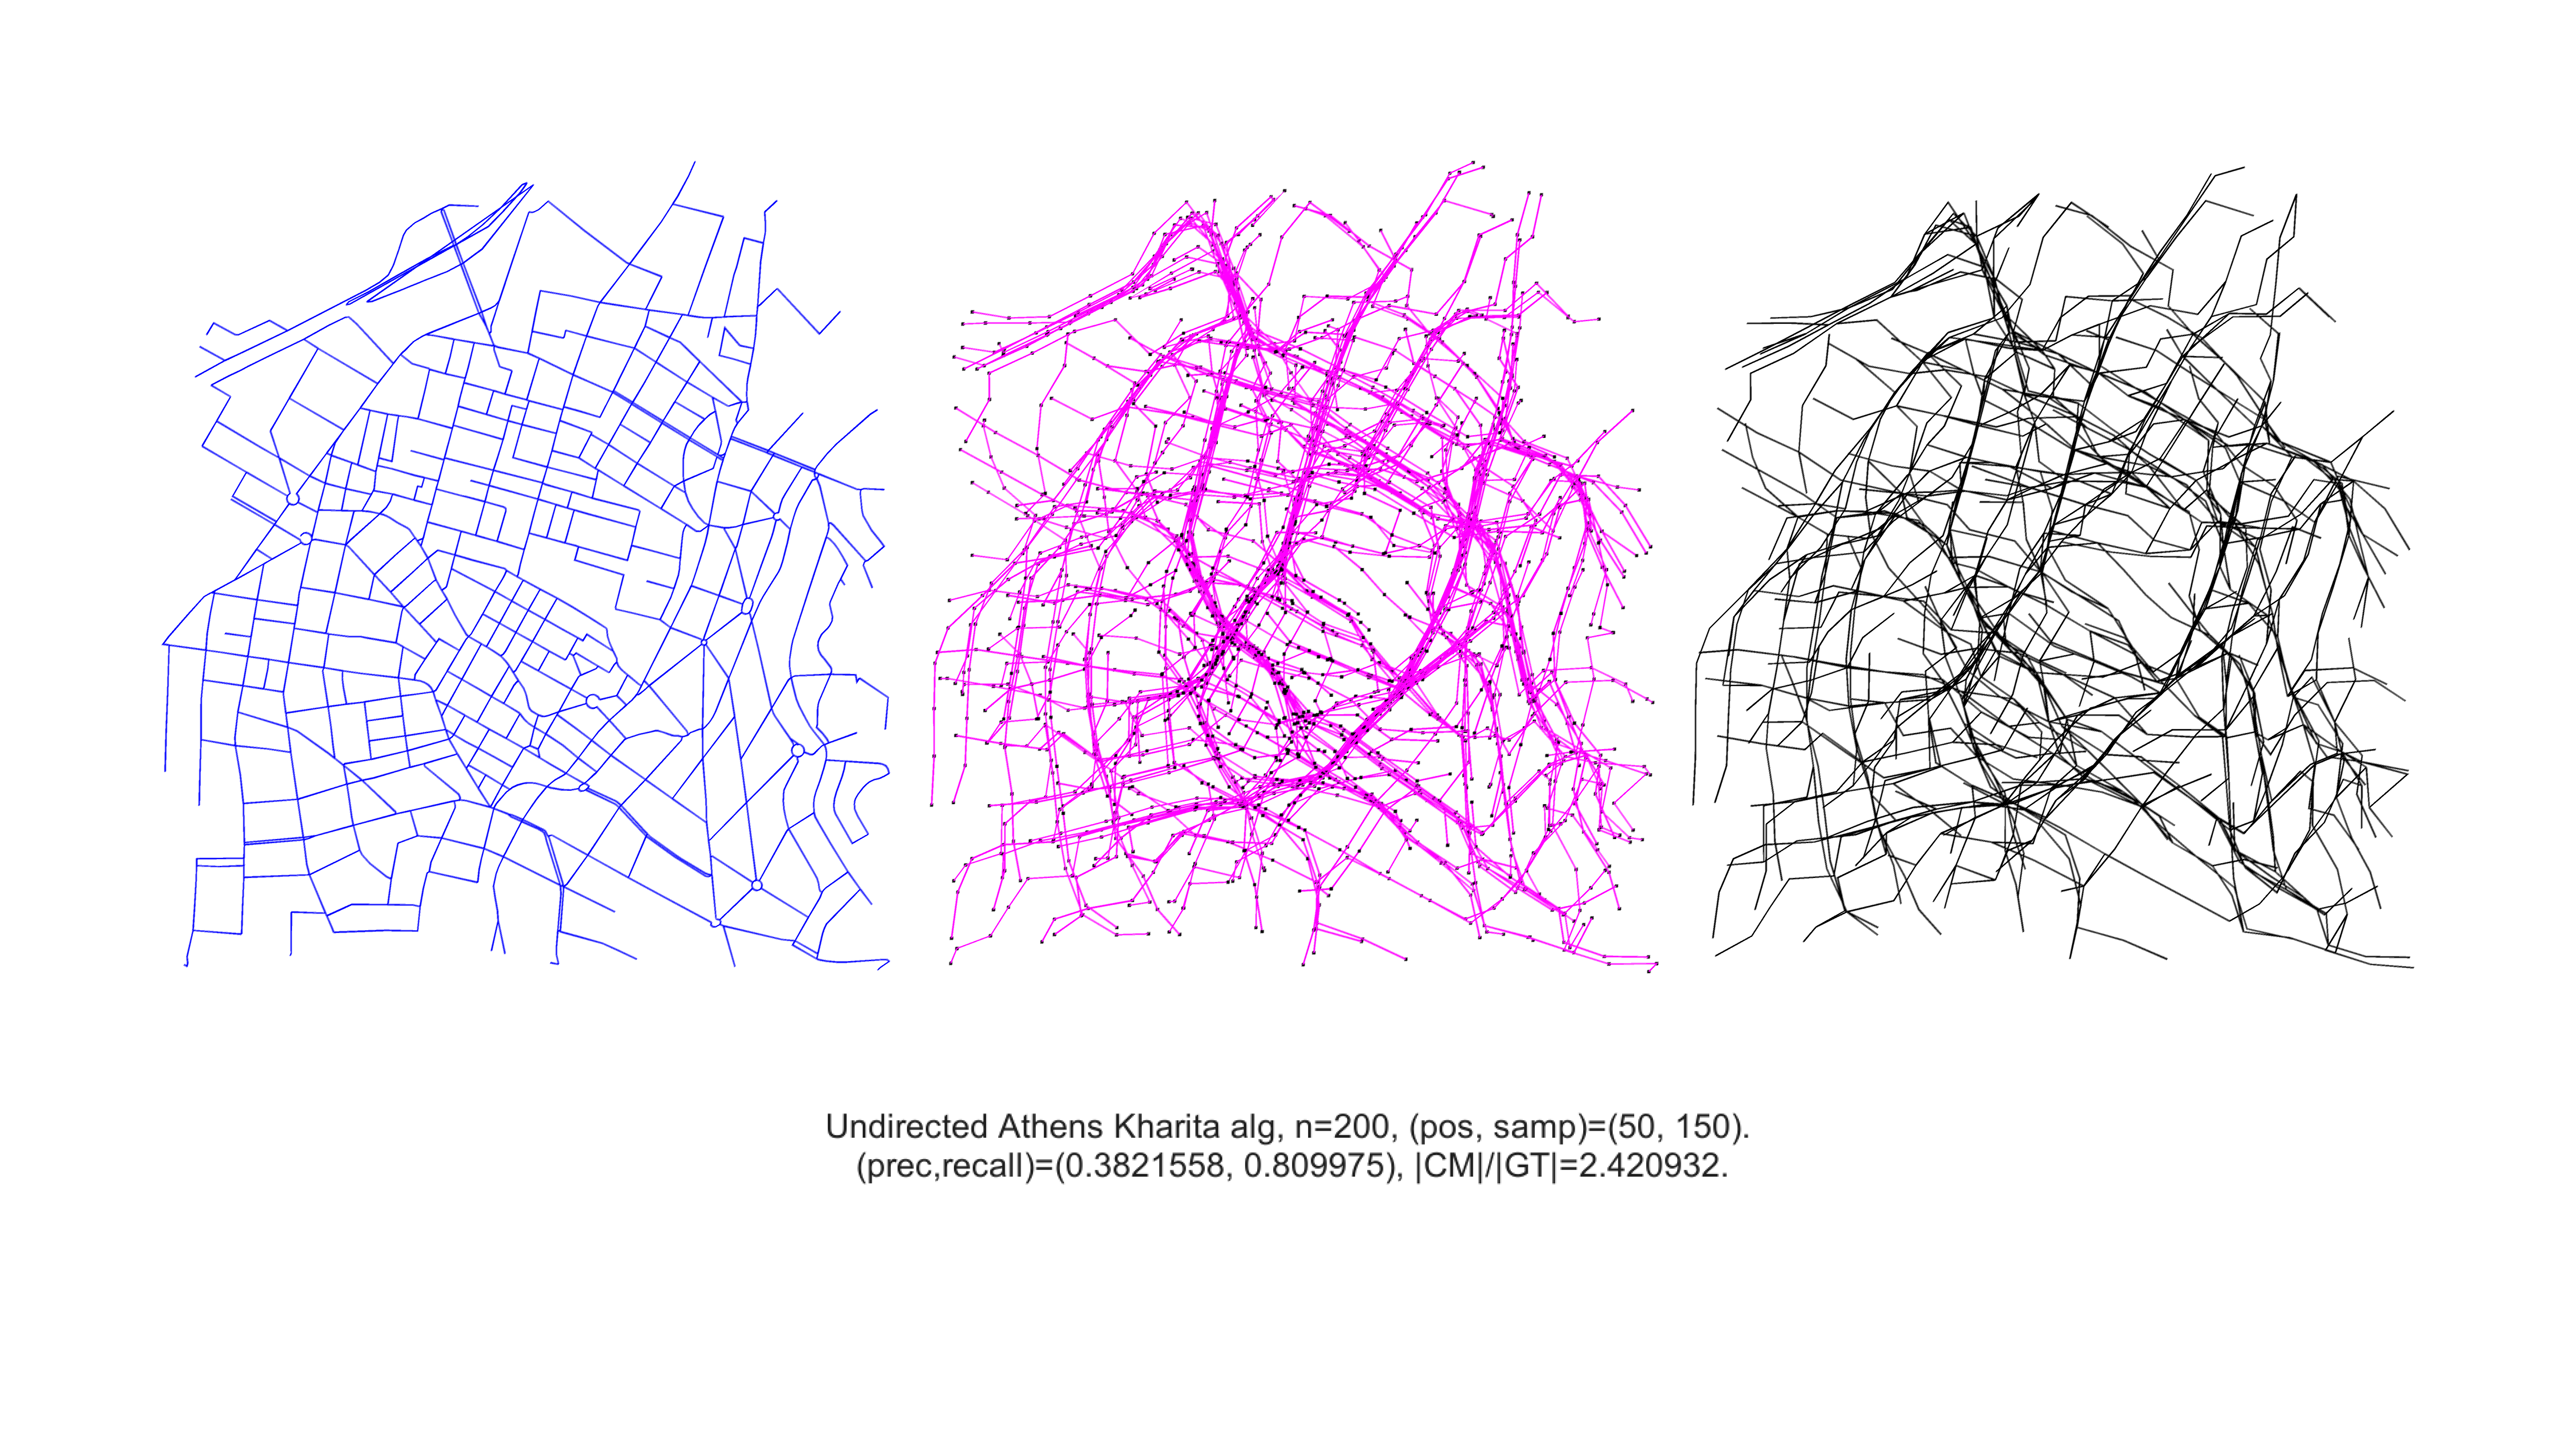 Undirected Athens Kharita alg, n=200, (pos, samp)=(50, 150).
(prec,recall)=(0.3821558, 0.809975), |CM|/|GT|=2.420932.